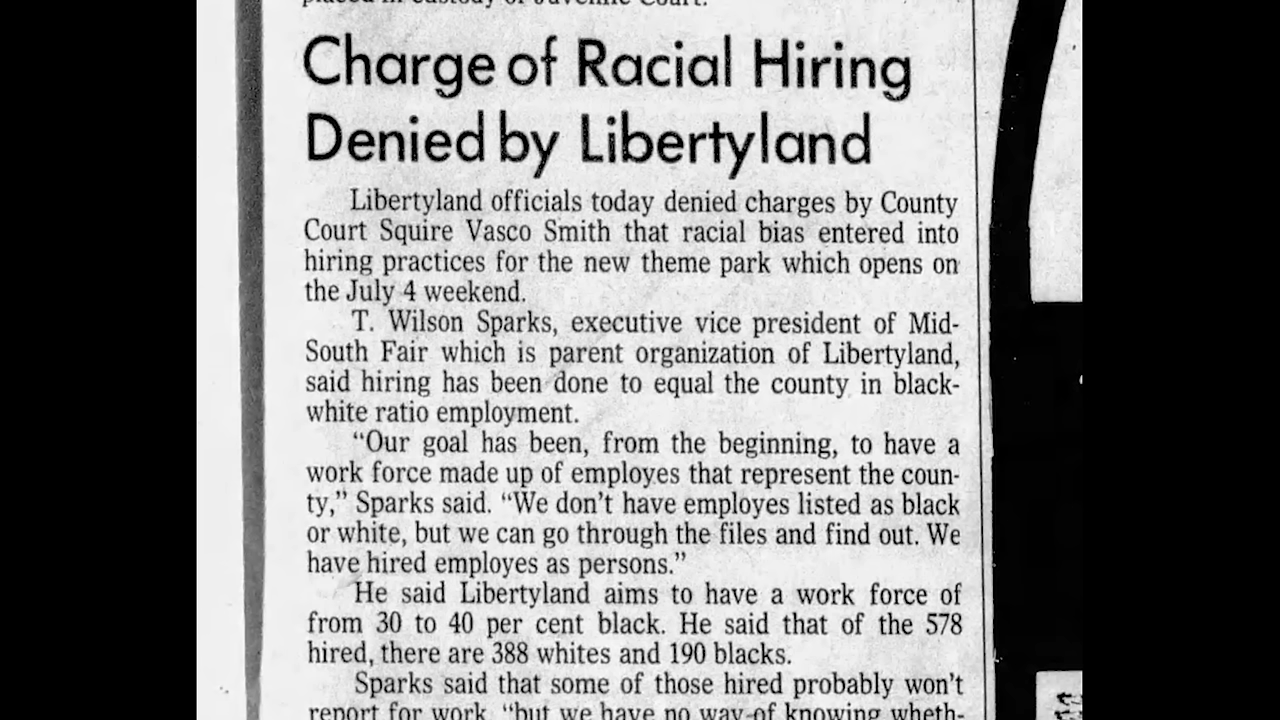 placed in custody of Juvenile Court.
Charge of Racial Hiring
Denied by Libertyland
Libertyland officials today denied charges by County
Court Squire Vasco Smith that racial bias entered into
hiring practices for the new theme park which opens on
the July 4 weekend.
T. Wilson Sparks, executive vice president of Mid-
South Fair which is parent organization of Libertyland,
said hiring has been done to equal the county in black-
white ratio employment.
“Our goal has been, from the beginning, to have a
work force made up of employes that represent the coun-
ty,” Sparks said. “We don’t have employes listed as black
or white, but we can go through the files and find out. We
have hired employes as persons.”
He said Libertyland aims to have a work force of
from 30 to 40 per cent black. He said that of the 578
hired, there are 388 whites and 190 blacks.
Sparks said that some of those hired probably won’t
report for work, “but we have no way of knowing wheth-